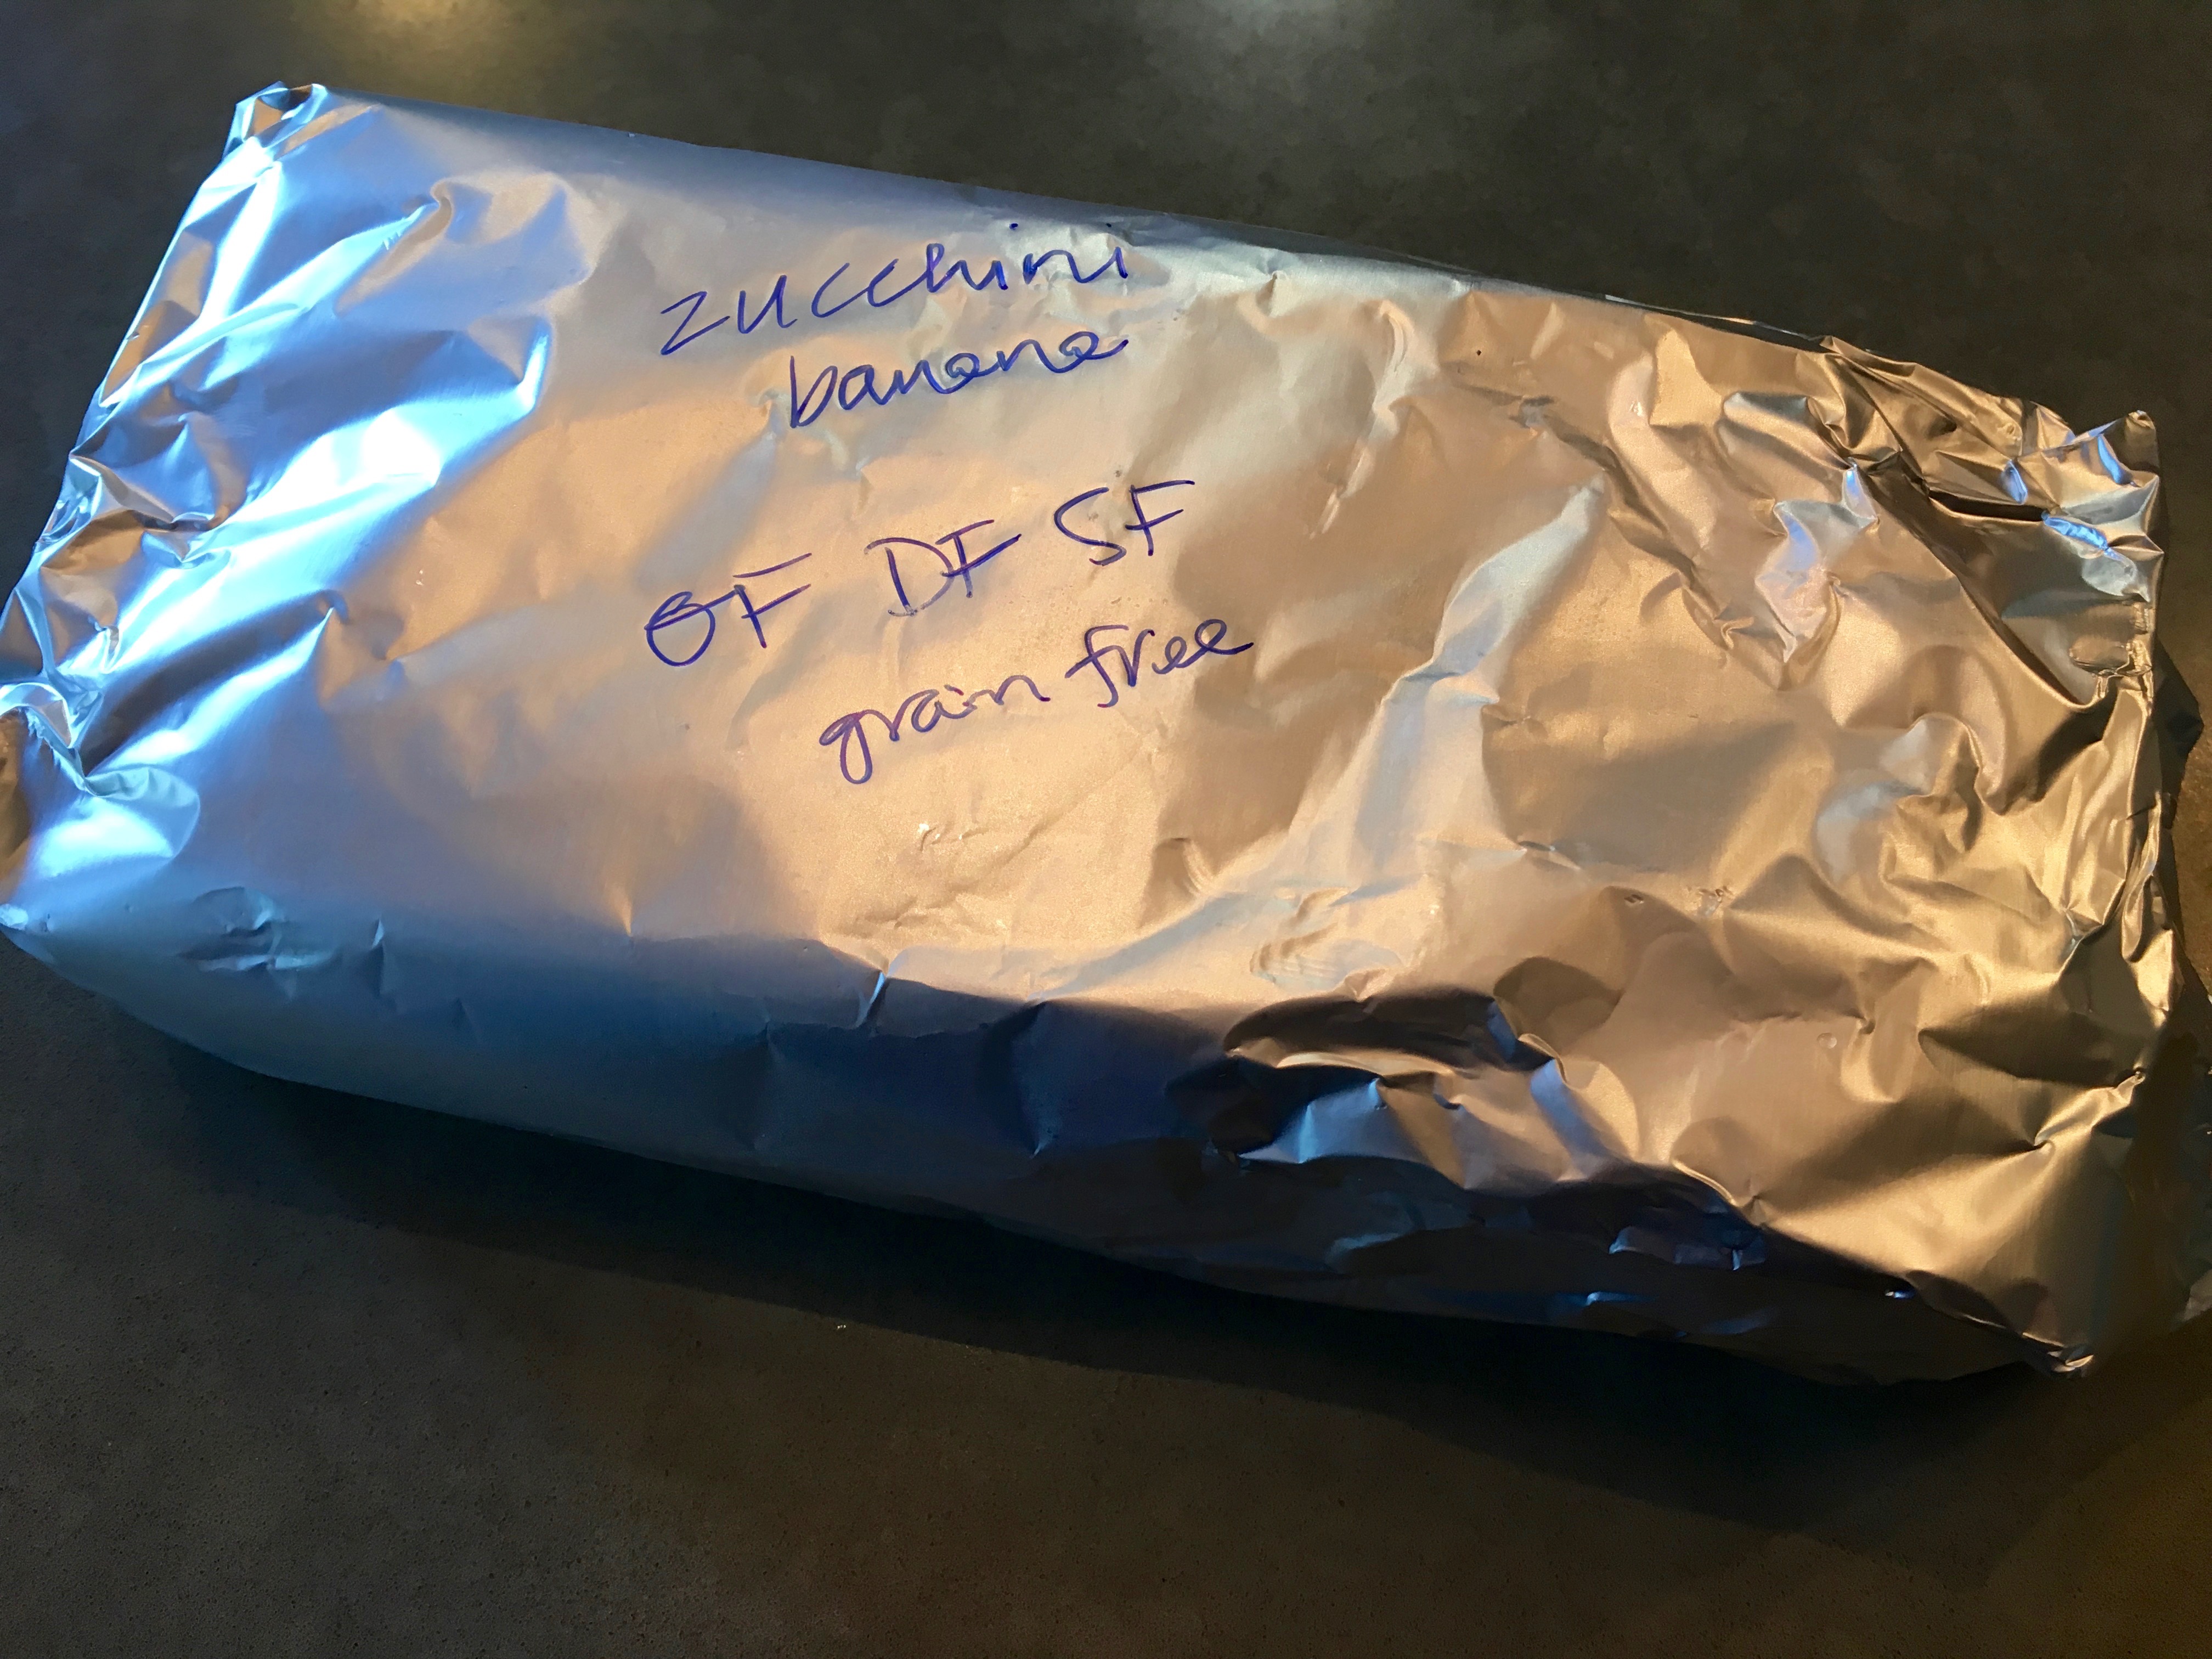 zucchini
banana
GF DF SF
grain free